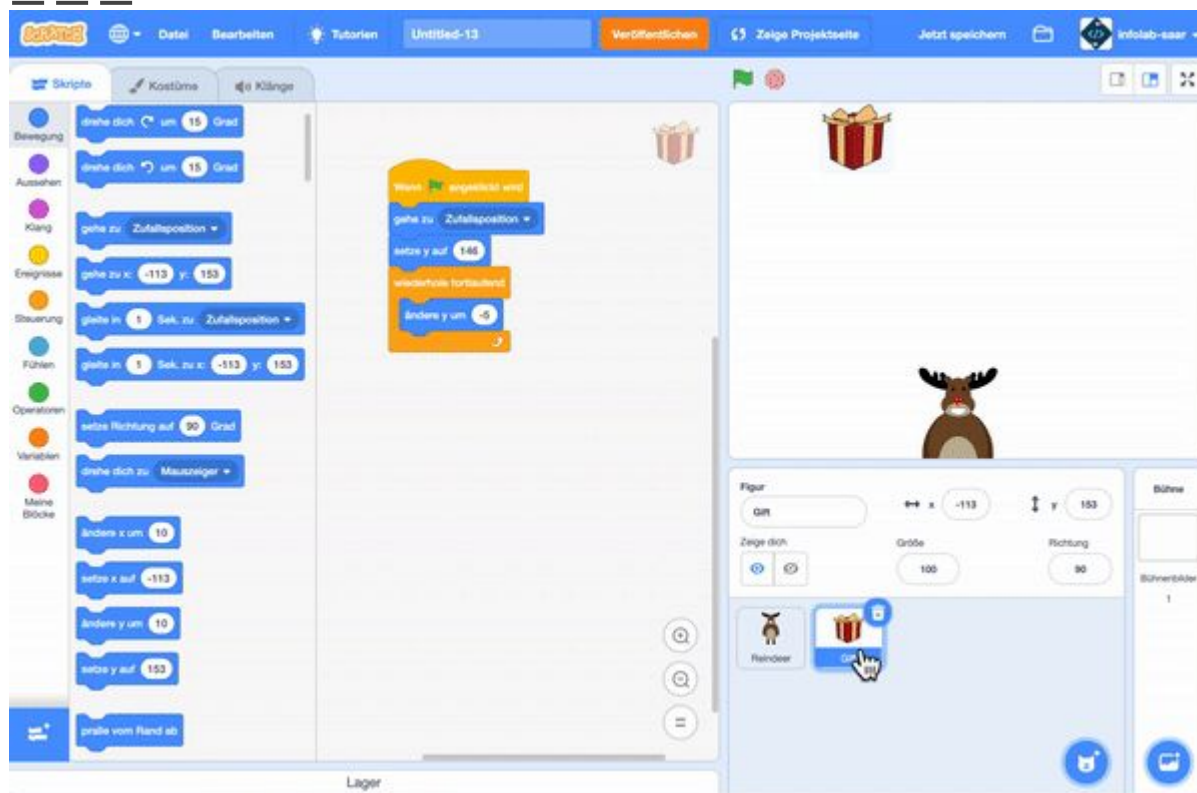 SCRATCH
Datei Bearbeiten Tutorien Untitled-13 Veröffentlichen Zeige Projektseite Jetzt speichern infolab-saar
Skripte Kostüme Klänge
Bewegung
Aussehen
Klang
Ereignisse
Steuerung
Fühlen
Operatoren
Variablen
Meine
Blöcke
drehe dich um 15 Grad
drehe dich um 15 Grad
gehe zu Zufallsposition
gehe zu x: -113 y: 153
gleite in 1 Sek. zu Zufallsposition
gleite in 1 Sek. zu x: -113 y: 153
setze Richtung auf 90 Grad
drehe dich zu Mauszeiger
ändere x um 10
setze x auf -113
ändere y um 10
setze y auf 153
pralle vom Rand ab
Wenn angeklickt wird
gehe zu Zufallsposition
setze y auf 146
wiederhole fortlaufend
ändere y um -5
Lager
Figur
Gift x -113 y 153
Zeige dich Größe Richtung
100 90
Reindeer Gift
Bühne
Bühnenbilder
1